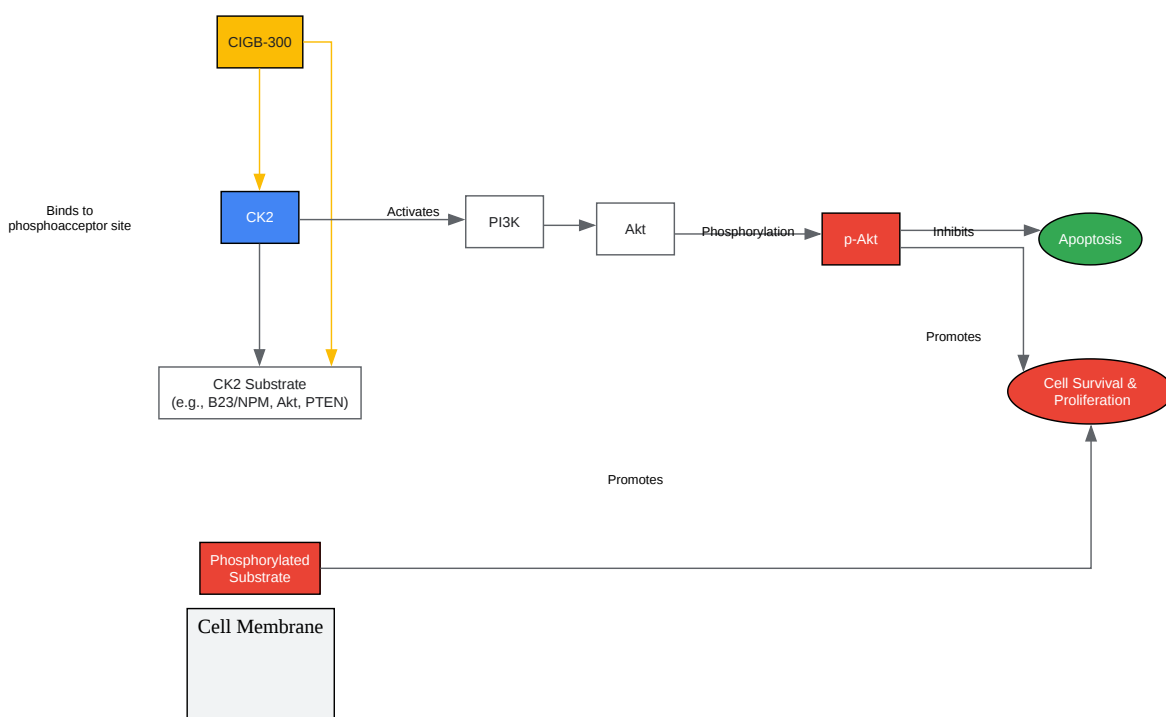 CIGB-300
Binds to
phosphoacceptor site
CK2
Activates
PI3K
Akt
Phosphorylation
p-Akt
Inhibits
Apoptosis
Promotes
CK2 Substrate
(e.g., B23/NPM, Akt, PTEN)
Cell Survival &
Proliferation
Promotes
Phosphorylated
Substrate
Cell Membrane